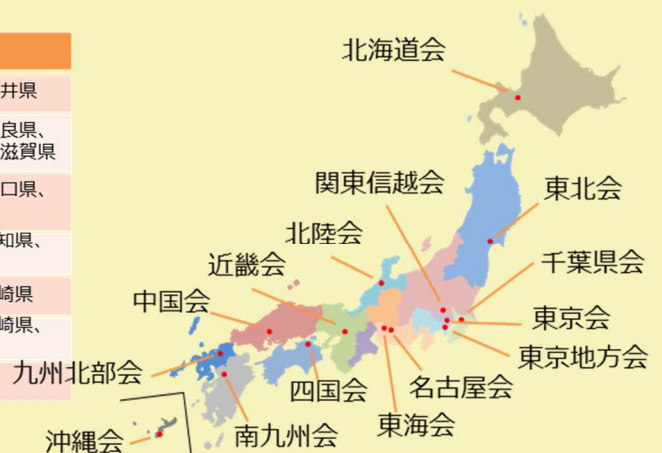 井県
良県、
滋賀県
口県、
知県、
崎県
崎県、
北海道会
関東信越会
東北会
北陸会
千葉県会
近畿会
中国会
東京会
東京地方会
九州北部会
四国会
名古屋会
東海会
南九州会
沖縄会